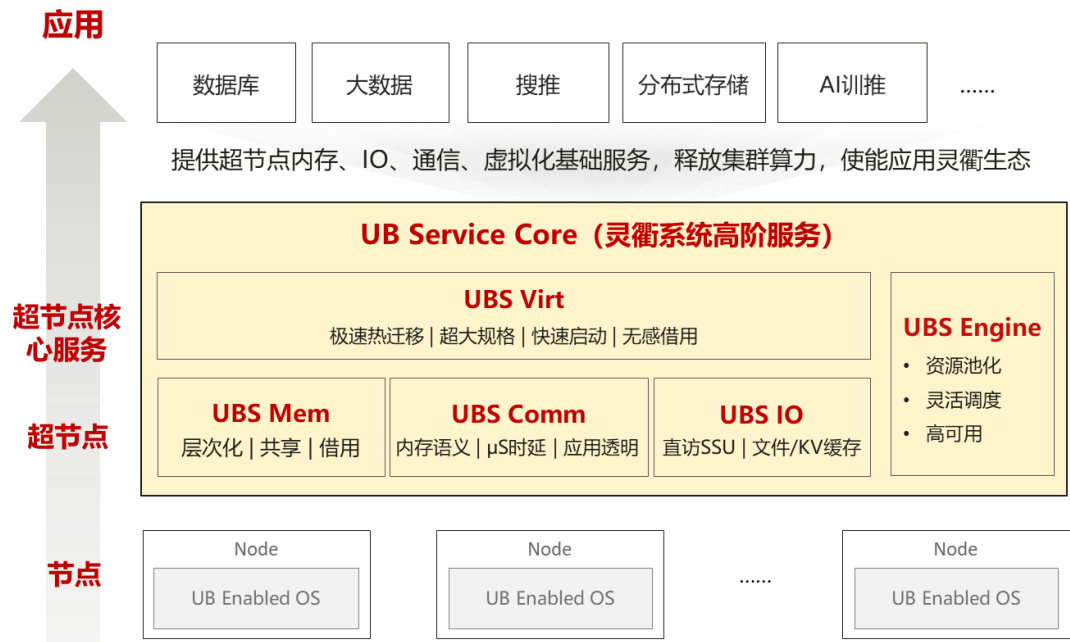 应用
数据库
大数据
搜推
分布式存储
AI训推
......
提供超节点内存、IO、通信、虚拟化基础服务，释放集群算力，使能应用灵衢生态
UB Service Core（灵衢系统高阶服务）
超节点核
心服务
UBS Virt
极速热迁移 | 超大规格 | 快速启动 | 无感借用
UBS Engine
• 资源池化
• 灵活调度
• 高可用
超节点
UBS Mem
层次化 | 共享 | 借用
UBS Comm
内存语义 | μS时延 | 应用透明
UBS IO
直访SSU | 文件/KV缓存
节点
Node
UB Enabled OS
Node
UB Enabled OS
......
Node
UB Enabled OS